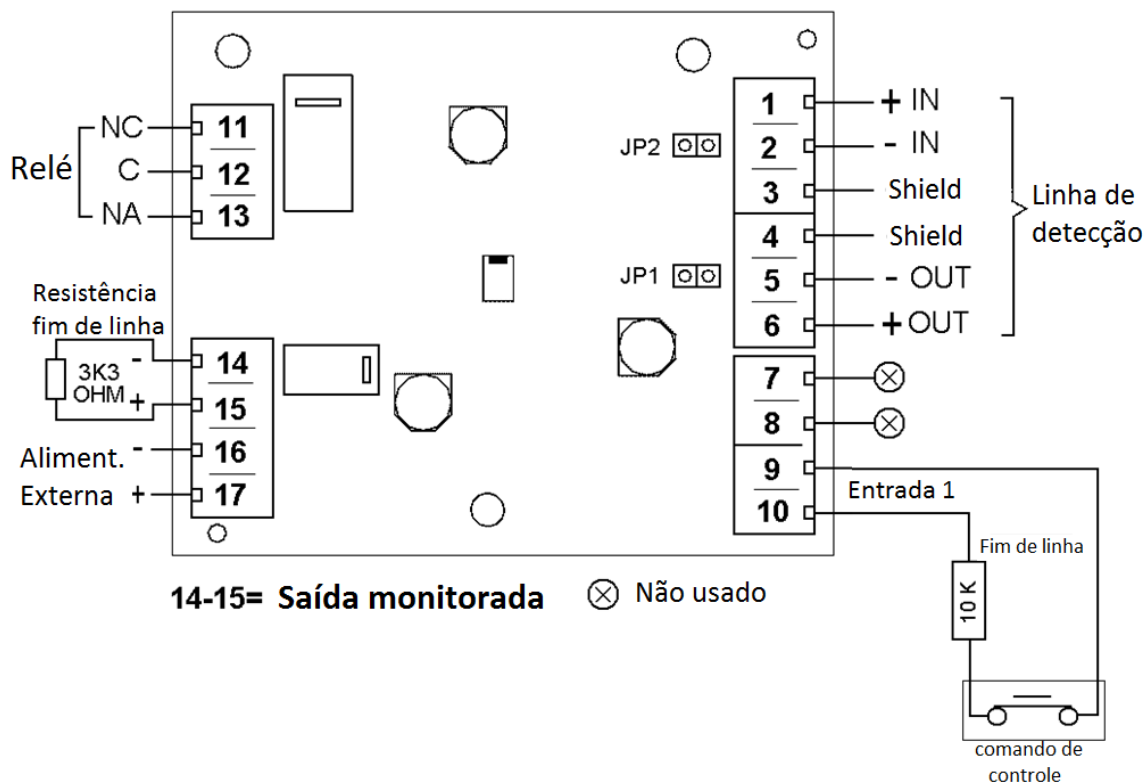 NC
C
NA
Relé
11
12
13
Resistência
fim de linha
3K3
OHM
-
+
14
15
16
17
Aliment.
Externa
-
+
JP2
JP1
1
2
3
4
5
6
7
8
9
10
+ IN
- IN
Shield
Shield
- OUT
+ OUT
Linha de
detecção
Entrada 1
Fim de linha
10 K
comando de
controle
14-15= Saída monitorada
Não usado